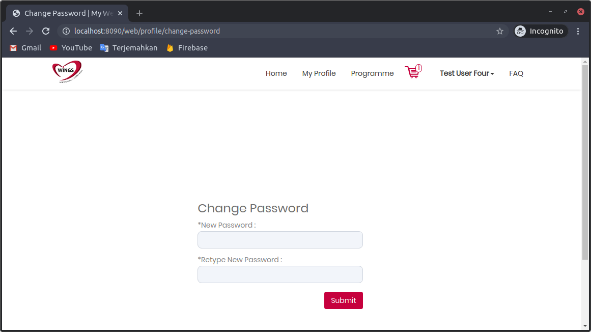 Change Password | My W
localhost:8090/web/profile/change-password
Incognito
Gmail
YouTube
Terjemahkan
Firebase
WINGS
Home
My Profile
Programme
Test User Four
FAQ
Change Password
*New Password :
*Retype New Password :
Submit